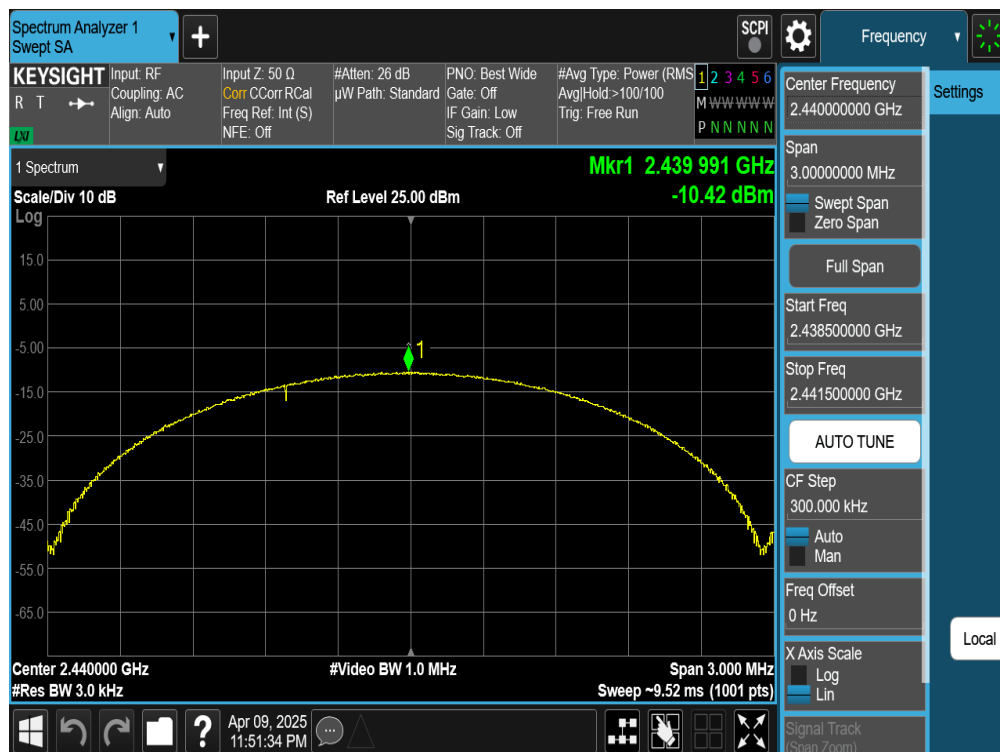 Spectrum Analyzer 1
Swept SA
+
SCPI
Frequency
KEYSIGHT
R T
LXI
Input: RF
Coupling: AC
Align: Auto
Input Z: 50 Ω
Corr CCorr RCal
Freq Ref: Int (S)
NFE: Off
#Atten: 26 dB
µW Path: Standard
PNO: Best Wide
Gate: Off
IF Gain: Low
Sig Track: Off
#Avg Type: Power (RMS
Avg|Hold:>100/100
Trig: Free Run
1 2 3 4 5 6
M W W W W W
P N N N N N
1 Spectrum
Mkr1 2.439 991 GHz
-10.42 dBm
Scale/Div 10 dB
Ref Level 25.00 dBm
Log
15.0
5.00
-5.00
-15.0
-25.0
-35.0
-45.0
-55.0
-65.0
1
Center 2.440000 GHz
#Video BW 1.0 MHz
Span 3.000 MHz
#Res BW 3.0 kHz
Sweep ~9.52 ms (1001 pts)
Center Frequency
2.440000000 GHz
Span
3.00000000 MHz
Swept Span
Zero Span
Full Span
Start Freq
2.438500000 GHz
Stop Freq
2.441500000 GHz
AUTO TUNE
CF Step
300.000 kHz
Auto
Man
Freq Offset
0 Hz
X Axis Scale
Log
Lin
Signal Track
(Span Zoom)
Settings
Local
?
Apr 09, 2025
11:51:34 PM